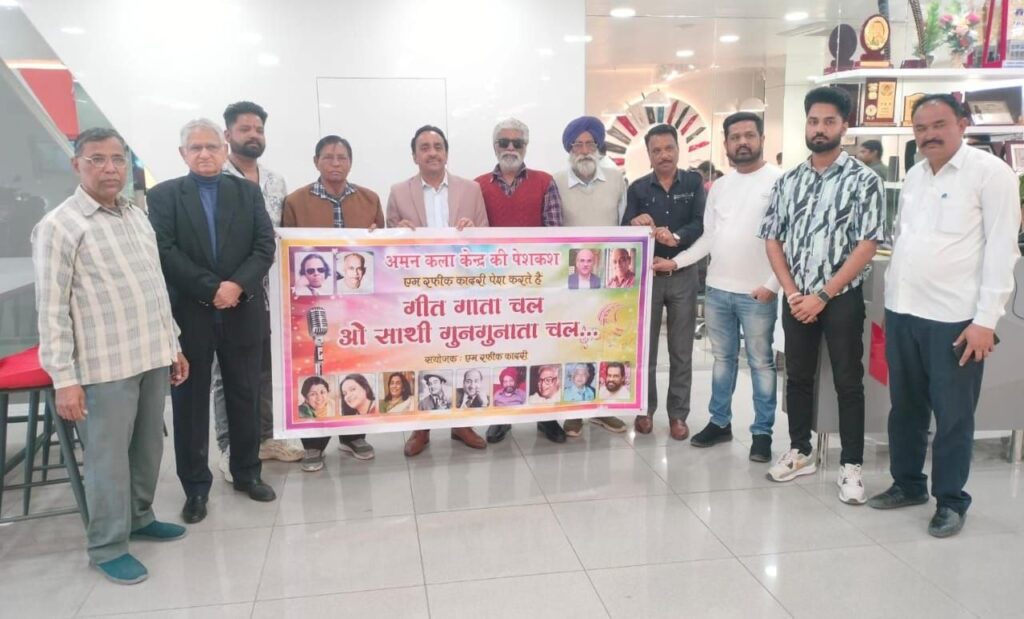 अमन कला केन्द्र की पेशकश
एम रफीक कादरी पेश करते है
गीत गाता चल
ओ साथी गुनगुनाता चल...
संयोजक : एम रफीक कादरी